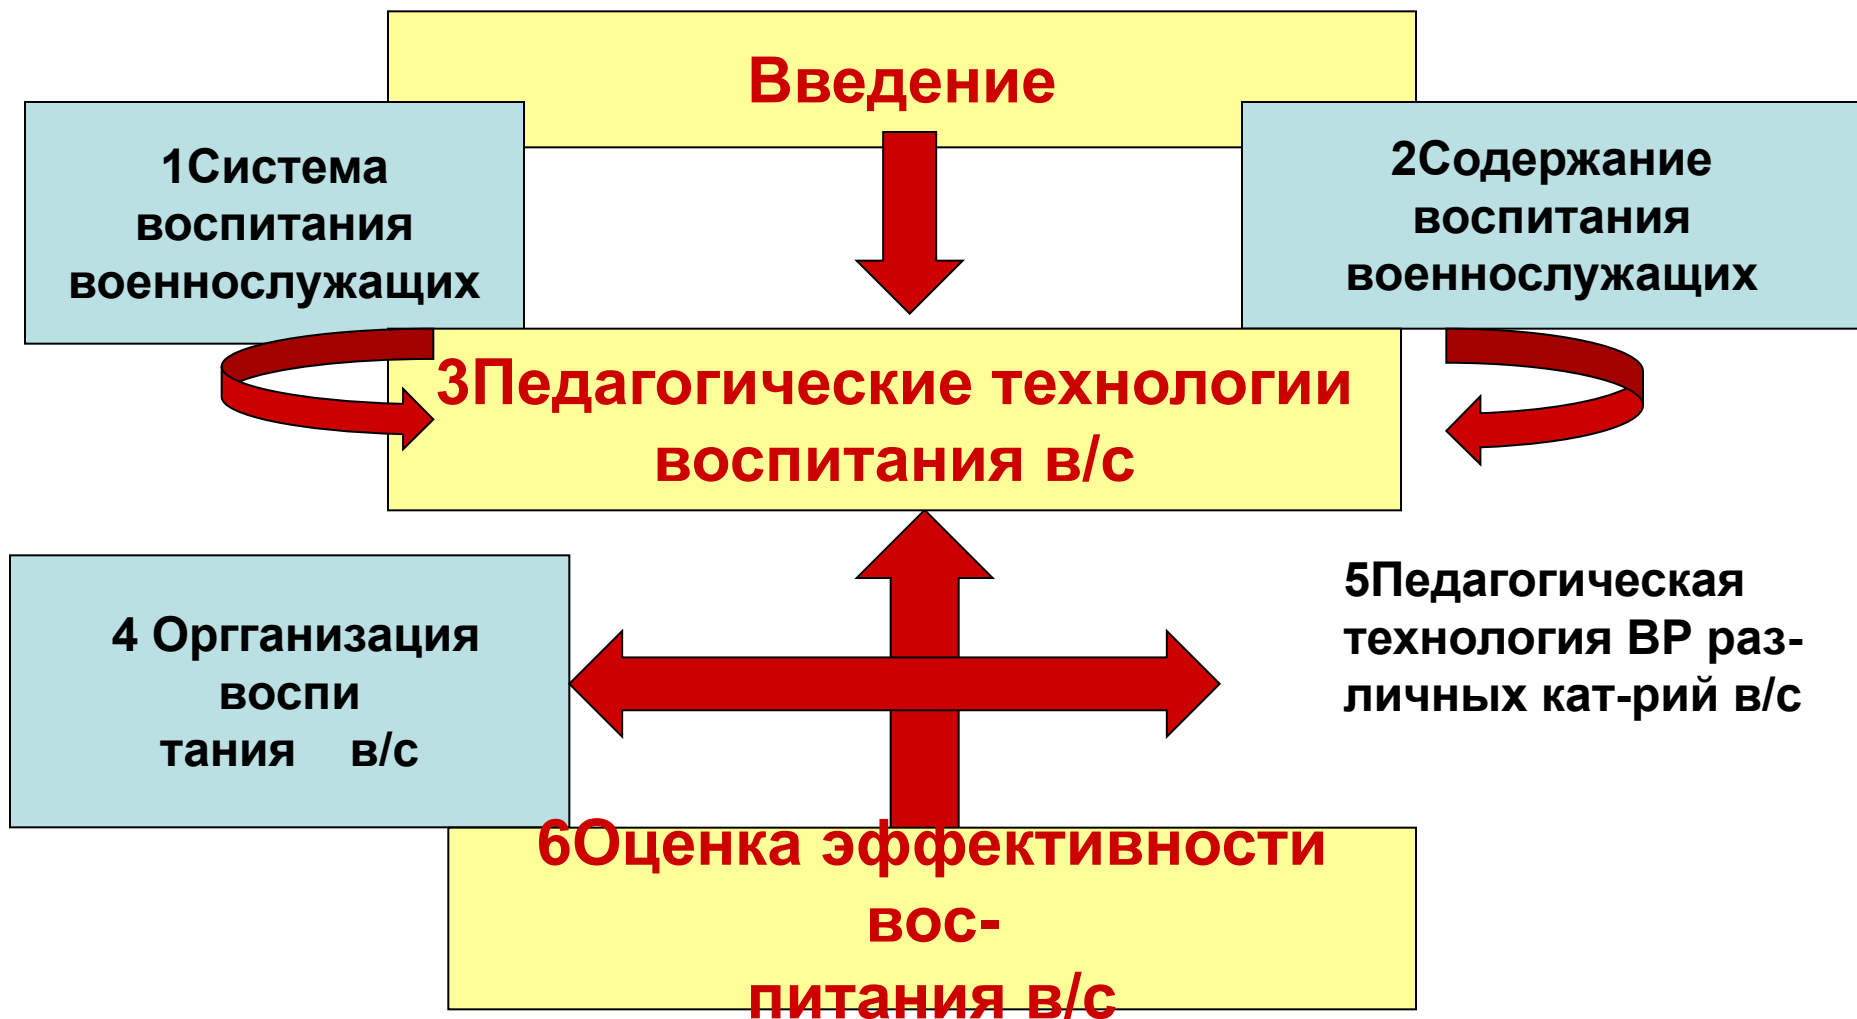 Введение
1Система
воспитания
военнослужащих
2Содержание
воспитания
военнослужащих
3Педагогические технологии
воспитания в/с
4 Оргганизация
воспи
тания в/с
5Педагогическая
технология ВР раз-
личных кат-рий в/с
6Оценка эффективности
вос-
питания в/с